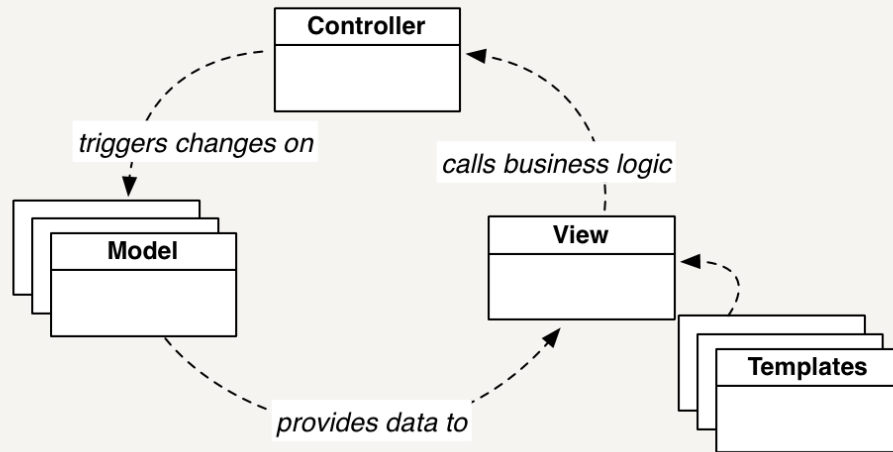 Controller
triggers changes on
calls business logic
Model
View
Templates
provides data to